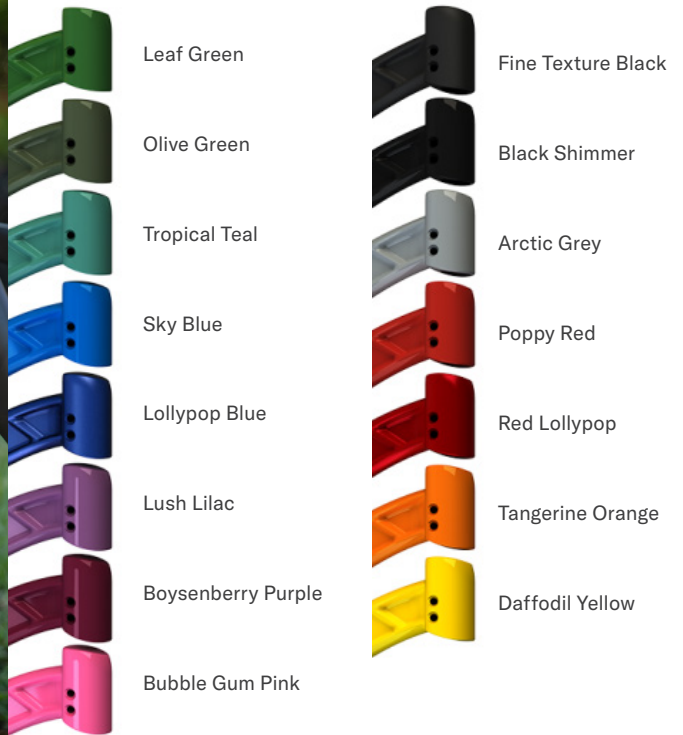 Leaf Green
Olive Green
Tropical Teal
Sky Blue
Lollypop Blue
Lush Lilac
Boysenberry Purple
Bubble Gum Pink
Fine Texture Black
Black Shimmer
Arctic Grey
Poppy Red
Red Lollypop
Tangerine Orange
Daffodil Yellow